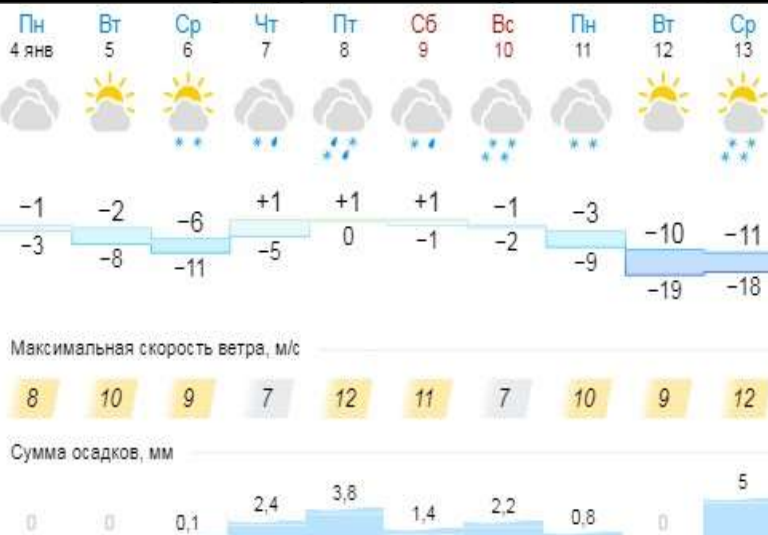 Пн Вт Ср Чт Пт Сб Вс Пн Вт Ср
4 янв 5 6 7 8 9 10 11 12 13
−1 −2 −6 +1 +1 +1 −1 −3 −10 −11
−3 −8 −11 −5 0 −1 −2 −9 −19 −18
Максимальная скорость ветра, м/с
8 10 9 7 12 11 7 10 9 12
Сумма осадков, мм
0 0 0,1 2,4 3,8 1,4 2,2 0,8 0 5